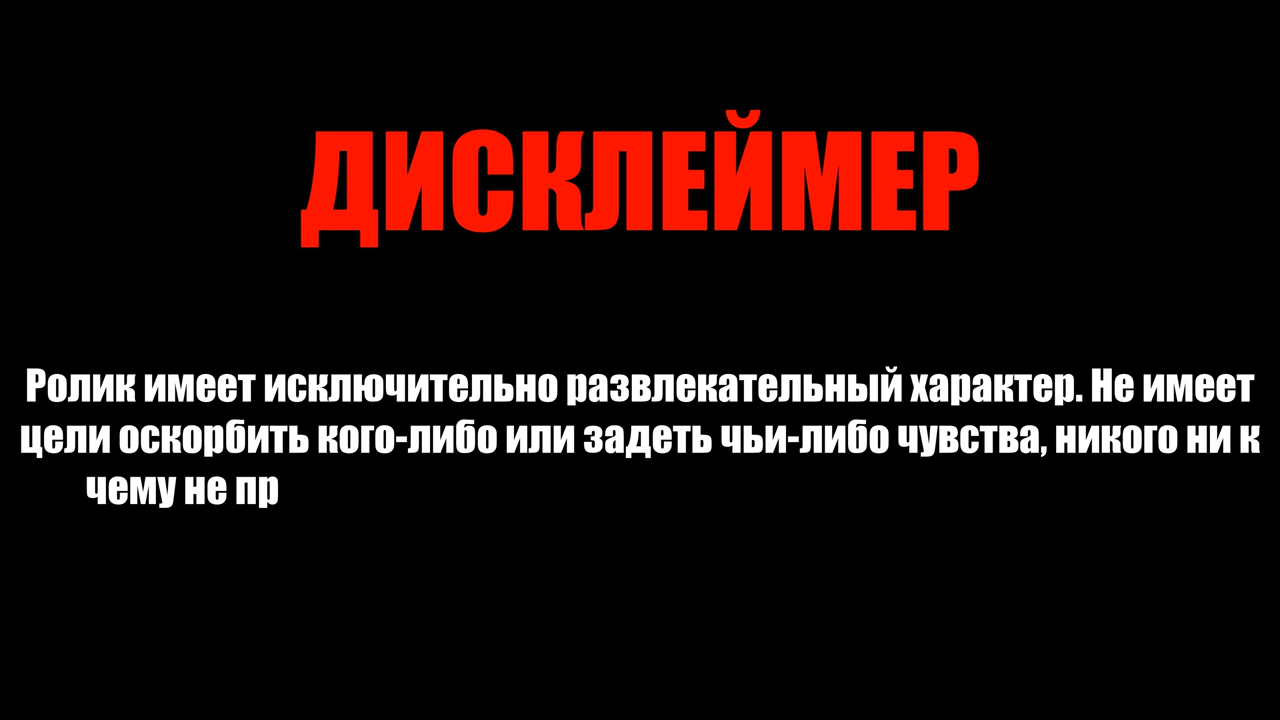 ДИСКЛЕЙМЕР
Ролик имеет исключительно развлекательный характер. Не имеет
цели оскорбить кого-либо или задеть чьи-либо чувства, никого ни к
чему не пр